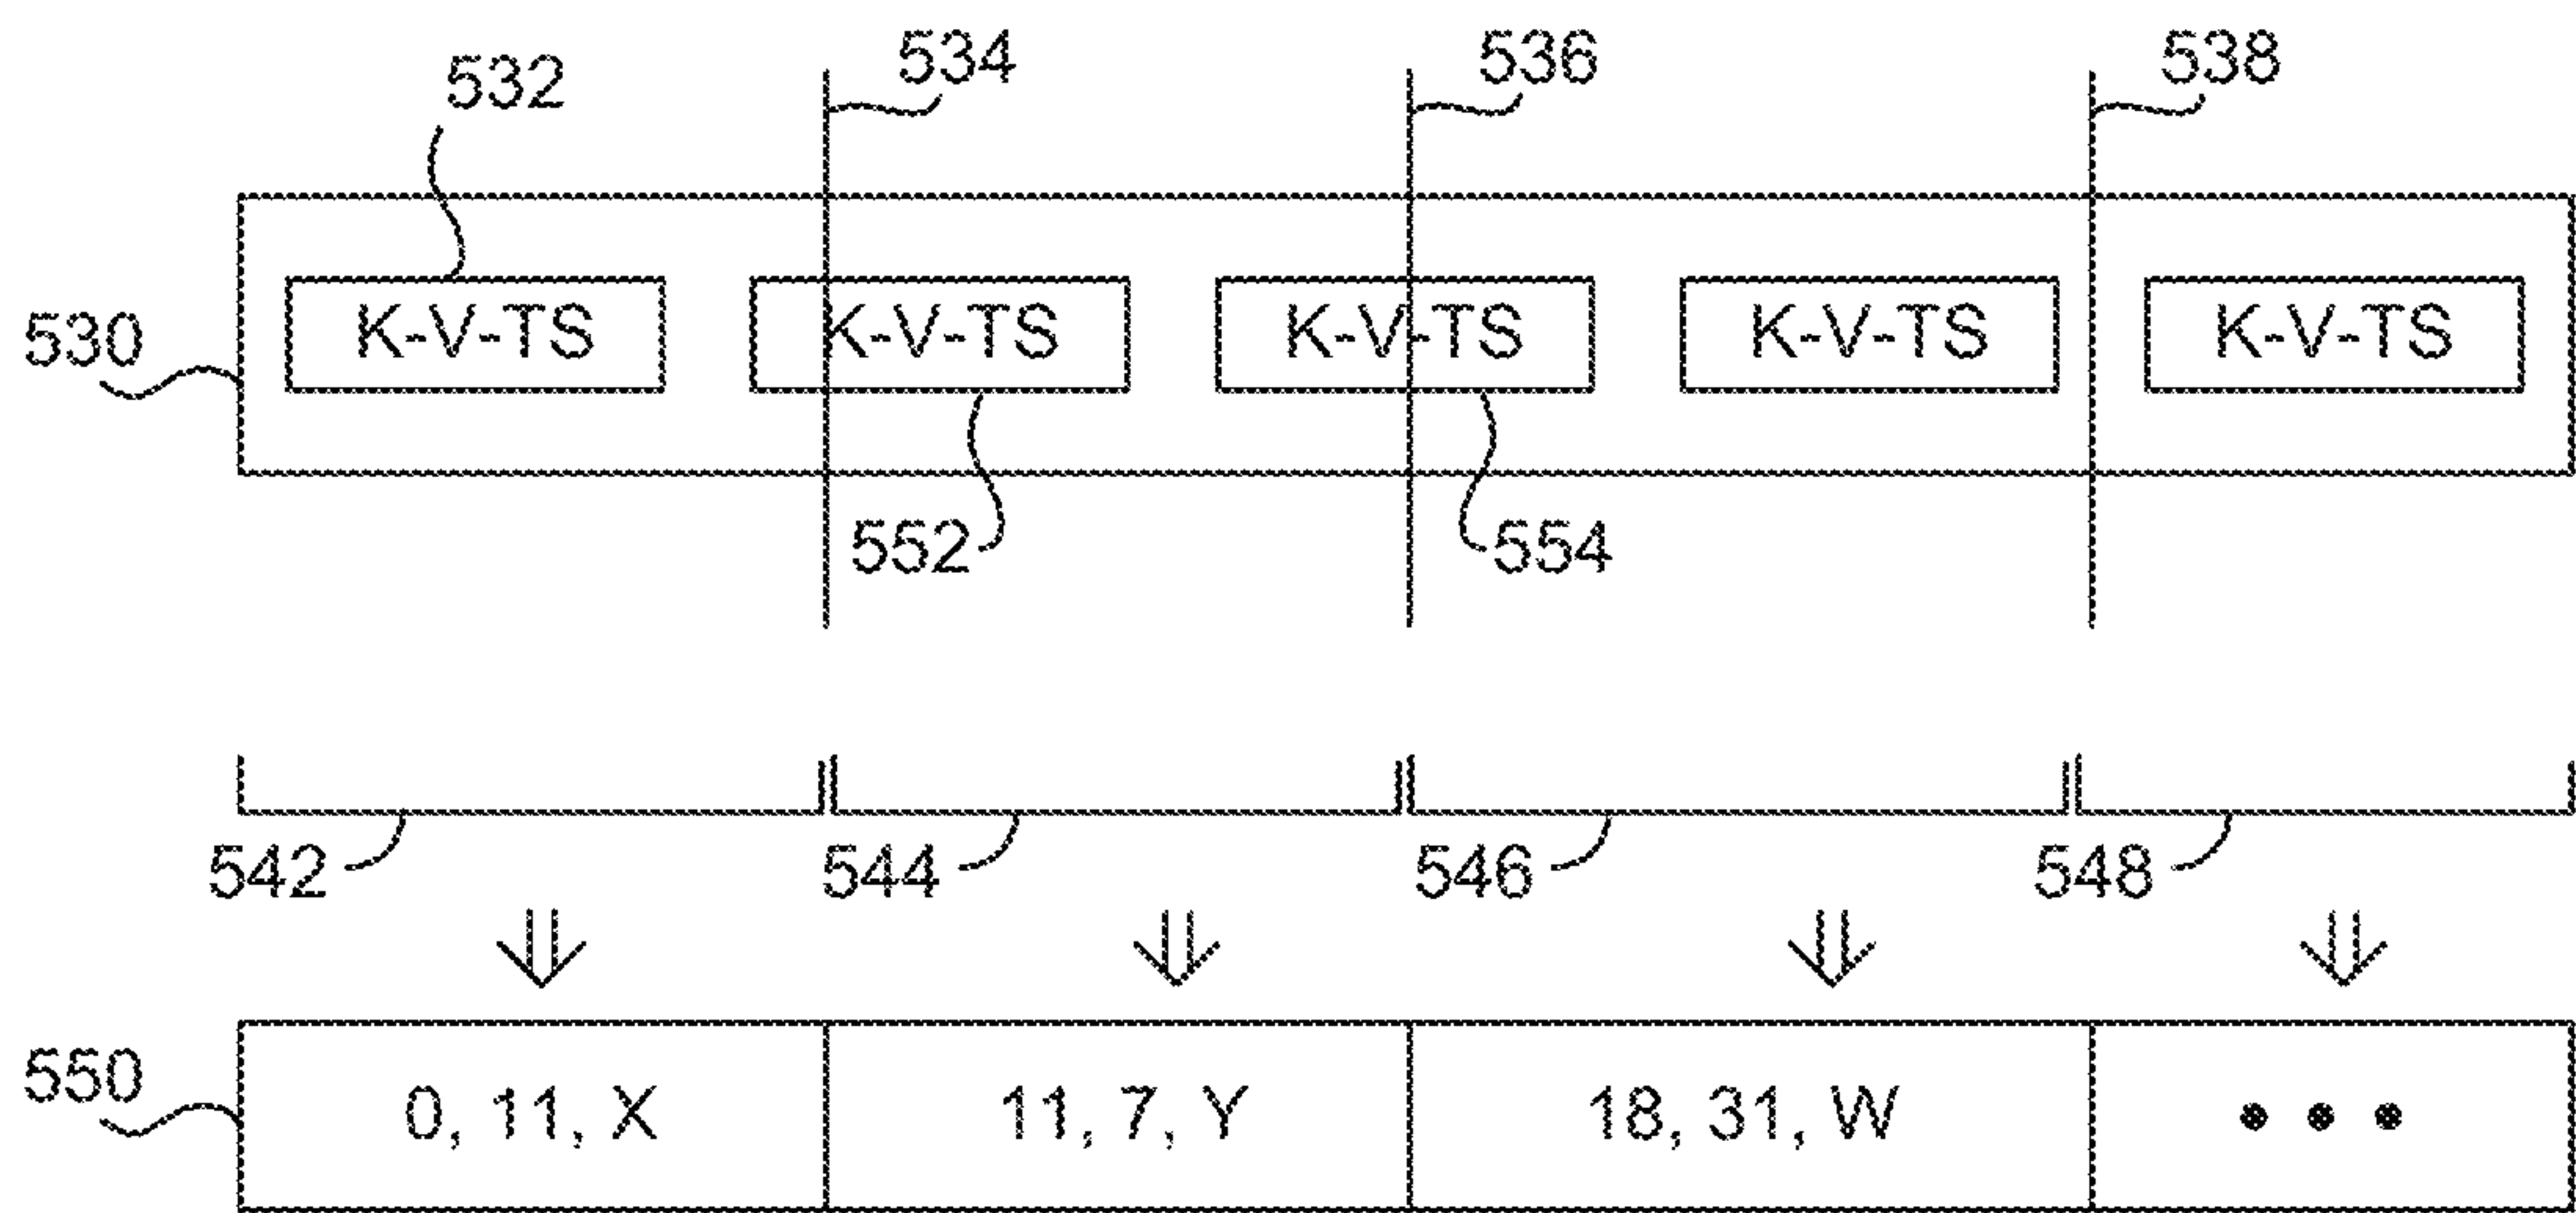 532 534 536 538
530 K-V-TS K-V-TS K-V-TS K-V-TS K-V-TS
552 554
542 544 546 548
550 0, 11, X 11, 7, Y 18, 31, W •••